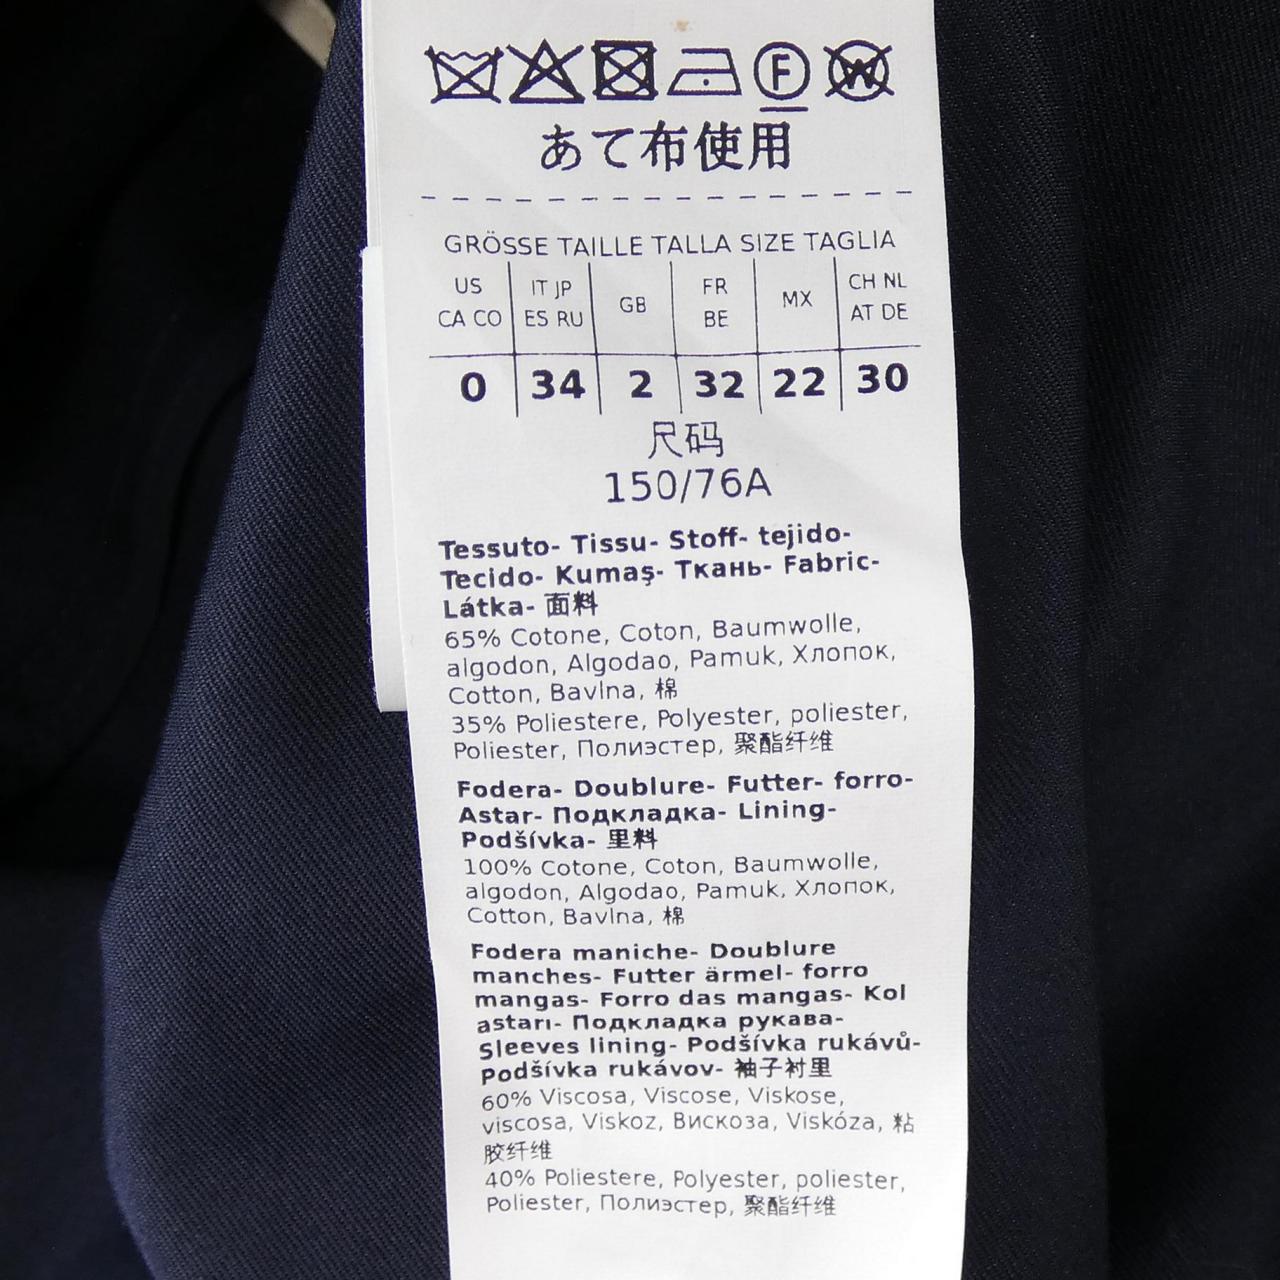 F W
あて布使用
GRÖSSE TAILLE TALLA SIZE TAGLIA
US CA CO | IT JP ES RU | GB | FR BE | MX | CH NL AT DE
0 34 2 32 22 30
尺码
150/76A
Tessuto- Tissu- Stoff- tejido-
Tecido- Kumaş- Ткань- Fabric-
Látka- 面料
65% Cotone, Coton, Baumwolle,
algodon, Algodao, Pamuk, Хлопок,
Cotton, Bavlna, 棉
35% Poliestere, Polyester, poliester,
Poliester, Полиэстер, 聚酯纤维
Fodera- Doublure- Futter- forro-
Astar- Подкладка- Lining-
Podšívka- 里料
100% Cotone, Coton, Baumwolle,
algodon, Algodao, Pamuk, Хлопок,
Cotton, Bavlna, 棉
Fodera maniche- Doublure
manches- Futter ärmel- forro
mangas- Forro das mangas- Kol
astarı- Подкладка рукава-
Sleeves lining- Podšívka rukávů-
Podšívka rukávov- 袖子衬里
60% Viscosa, Viscose, Viskose,
viscosa, Viskoz, Вискоза, Viskóza, 粘
胶纤维
40% Poliestere, Polyester, poliester,
Poliester, Полиэстер, 聚酯纤维